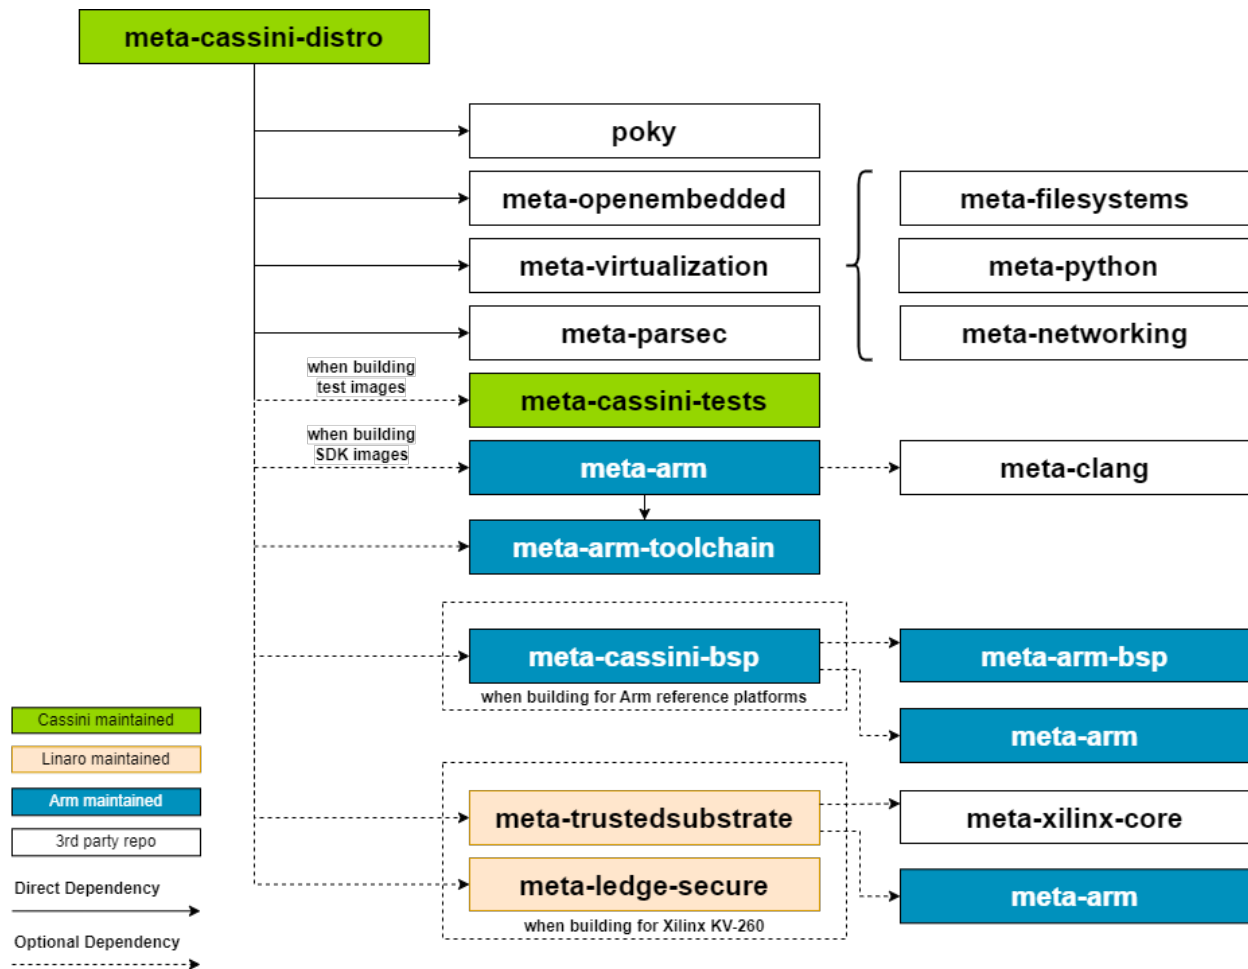 meta-cassini-distro
poky
meta-openembedded
meta-filesystems
meta-virtualization
meta-python
meta-parsec
meta-networking
when building
test images
meta-cassini-tests
when building
SDK images
meta-arm
meta-clang
meta-arm-toolchain
meta-cassini-bsp
meta-arm-bsp
when building for Arm reference platforms
meta-arm
Cassini maintained
Linaro maintained
Arm maintained
3rd party repo
Direct Dependency
Optional Dependency
meta-trustedsubstrate
meta-xilinx-core
meta-ledge-secure
meta-arm
when building for Xilinx KV-260